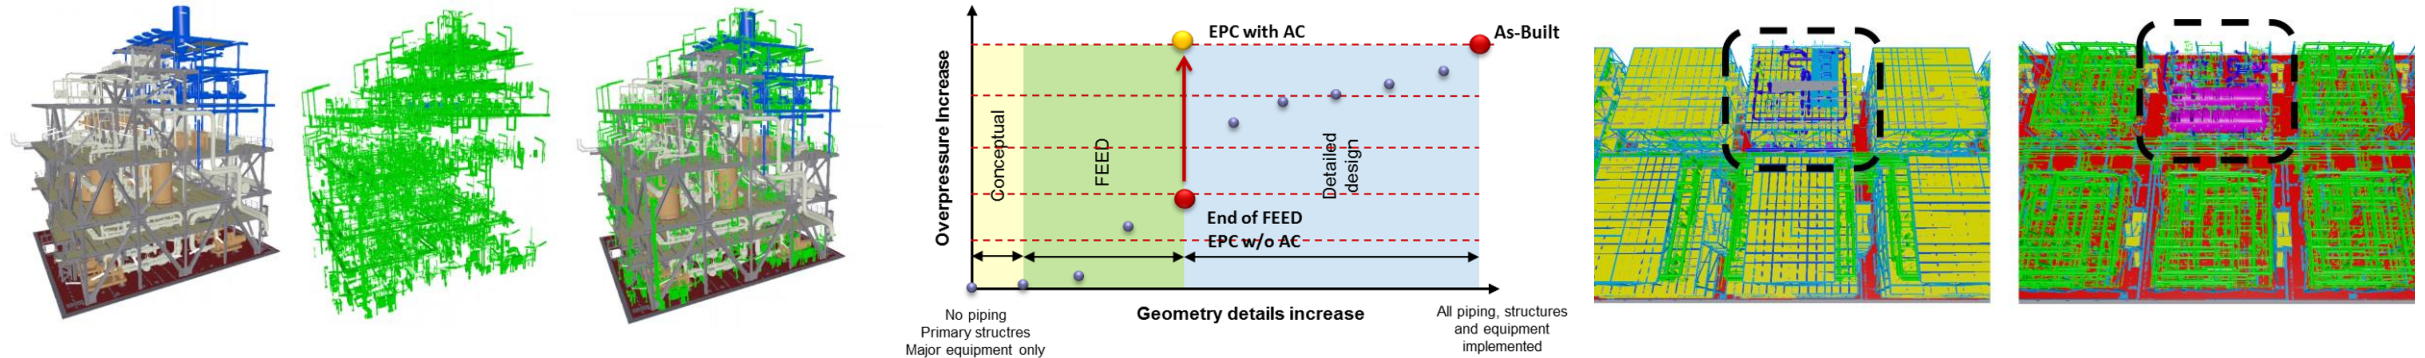 EPC with AC
As-Built
Overpressure Increase
Conceptual
FEED
Detailed
design
End of FEED
EPC w/o AC
No piping
Primary structres
Major equipment only
Geometry details increase
All piping, structures
and equipment
implemented